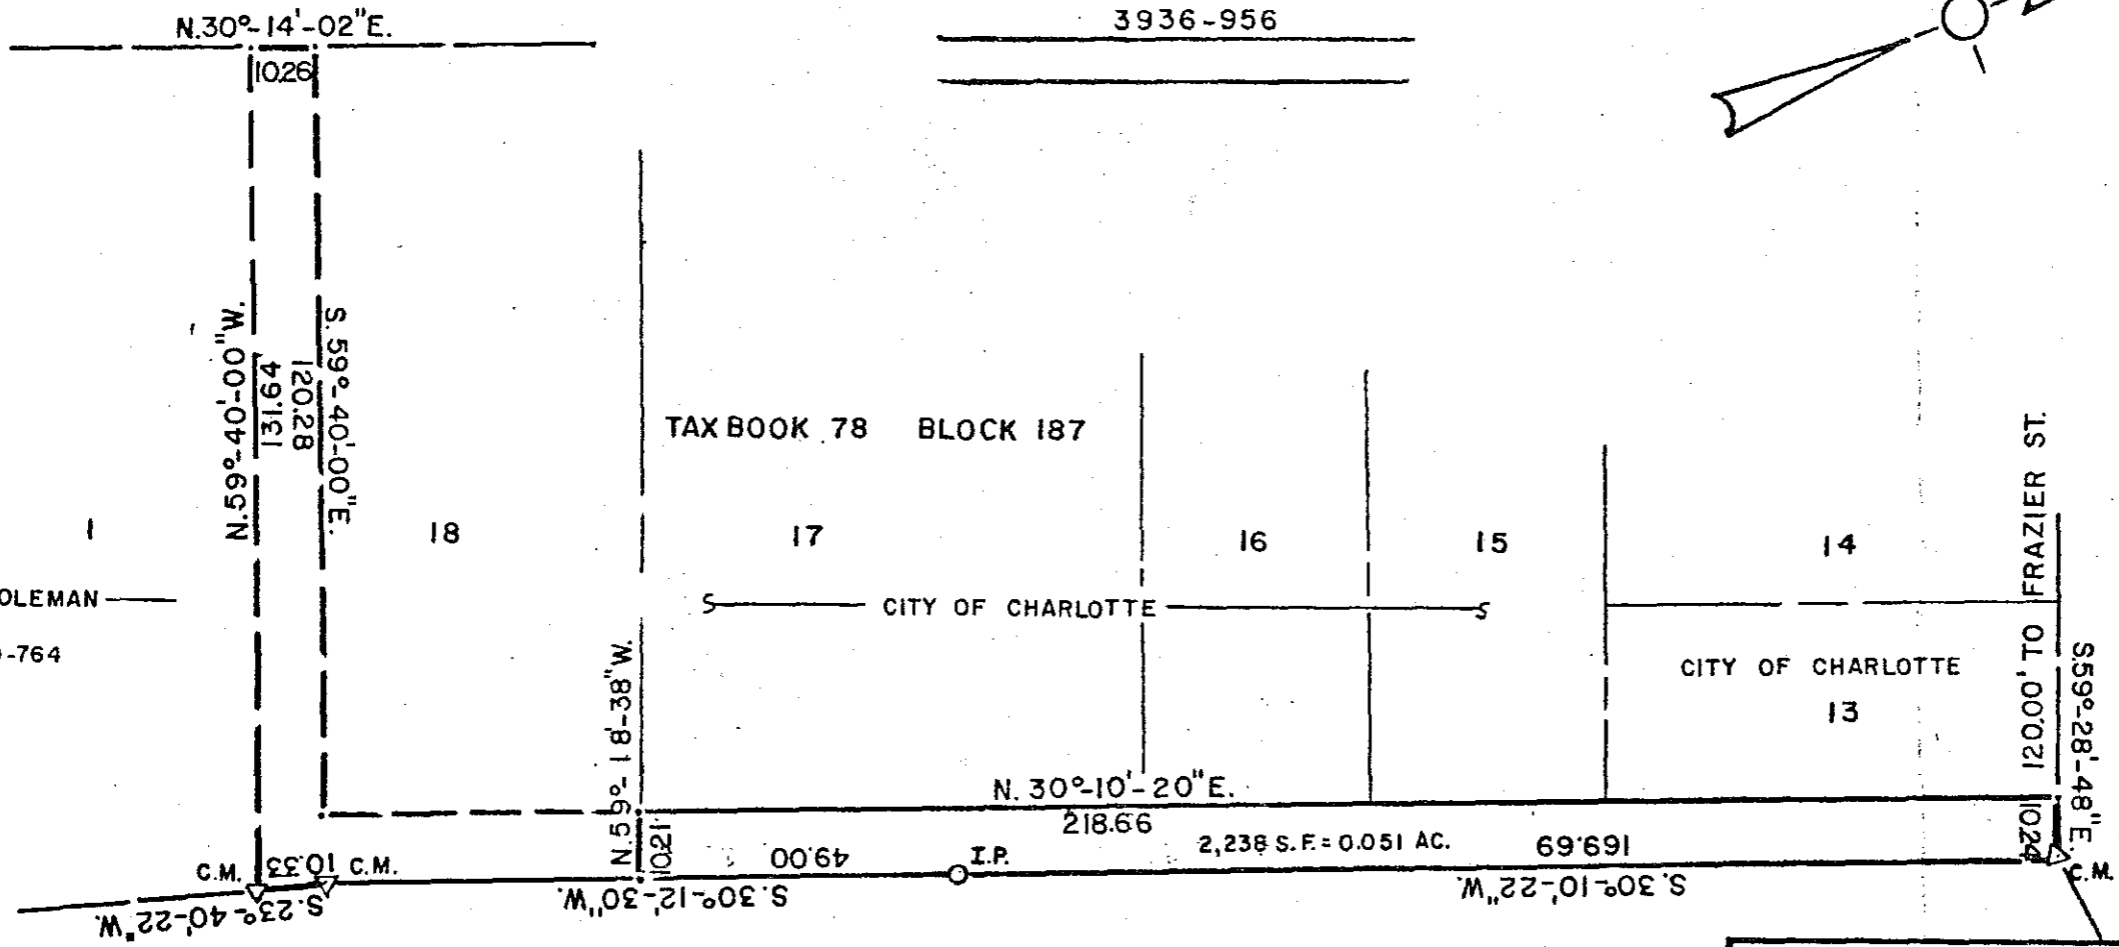 N.30°-14'-02"E.
3936-956
10.26
N.59°-40'-00"W.
131.64
120.28
S.59°-40'-00"E.
TAX BOOK 78 BLOCK 187
1
18
17
16
15
14
OLEMAN
-764
CITY OF CHARLOTTE
CITY OF CHARLOTTE
13
120.00' TO FRAZIER ST.
S.59°-28'-48"E.
N.59°-18'-38"W.
10.21
N. 30°-10'-20"E.
218.66
2,238 S.F. = 0.051 AC.
169.69
10.24
C.M.
10.33
C.M.
49.00
I.P.
C.M.
S.23°-40'-22"W.
S.30°-12'-30"W.
S.30°-10'-22"W.